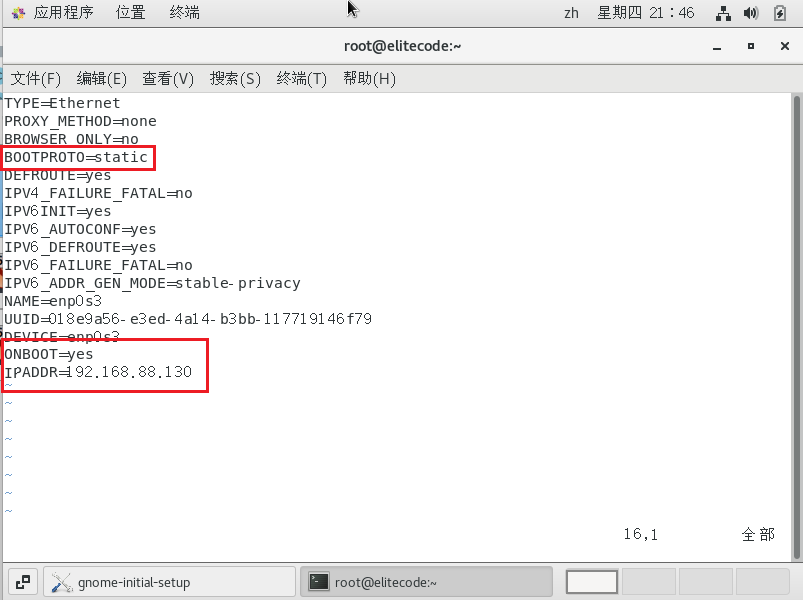 应用程序 位置 终端 zh 星期四 21：46
root@elitecode:~
文件(F) 编辑(E) 查看(V) 搜索(S) 终端(T) 帮助(H)
TYPE=Ethernet
PROXY_METHOD=none
BROWSER_ONLY=no
BOOTPROTO=static
DEFROUTE=yes
IPV4_FAILURE_FATAL=no
IPV6INIT=yes
IPV6_AUTOCONF=yes
IPV6_DEFROUTE=yes
IPV6_FAILURE_FATAL=no
IPV6_ADDR_GEN_MODE=stable-privacy
NAME=enp0s3
UUID=018e9a56-e3ed-4a14-b3bb-117719146f79
DEVICE=enp0s3
ONBOOT=yes
IPADDR=192.168.88.130
~
~
~
~
~
~
~
~
16,1 全部
gnome-initial-setup root@elitecode:~